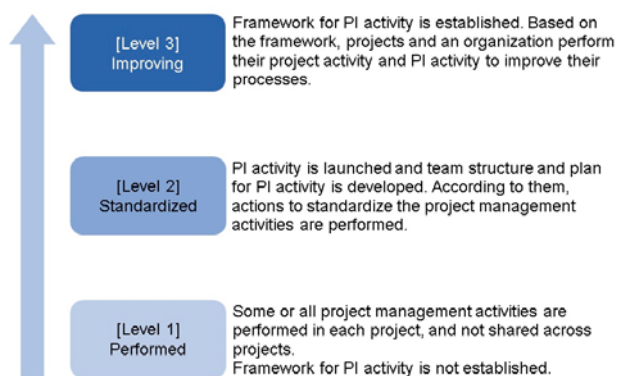 [Level 3]
Improving
Framework for PI activity is established. Based on
the framework, projects and an organization perform
their project activity and PI activity to improve their
processes.
[Level 2]
Standardized
PI activity is launched and team structure and plan
for PI activity is developed. According to them,
actions to standardize the project management
activities are performed.
[Level 1]
Performed
Some or all project management activities are
performed in each project, and not shared across
projects.
Framework for PI activity is not established.